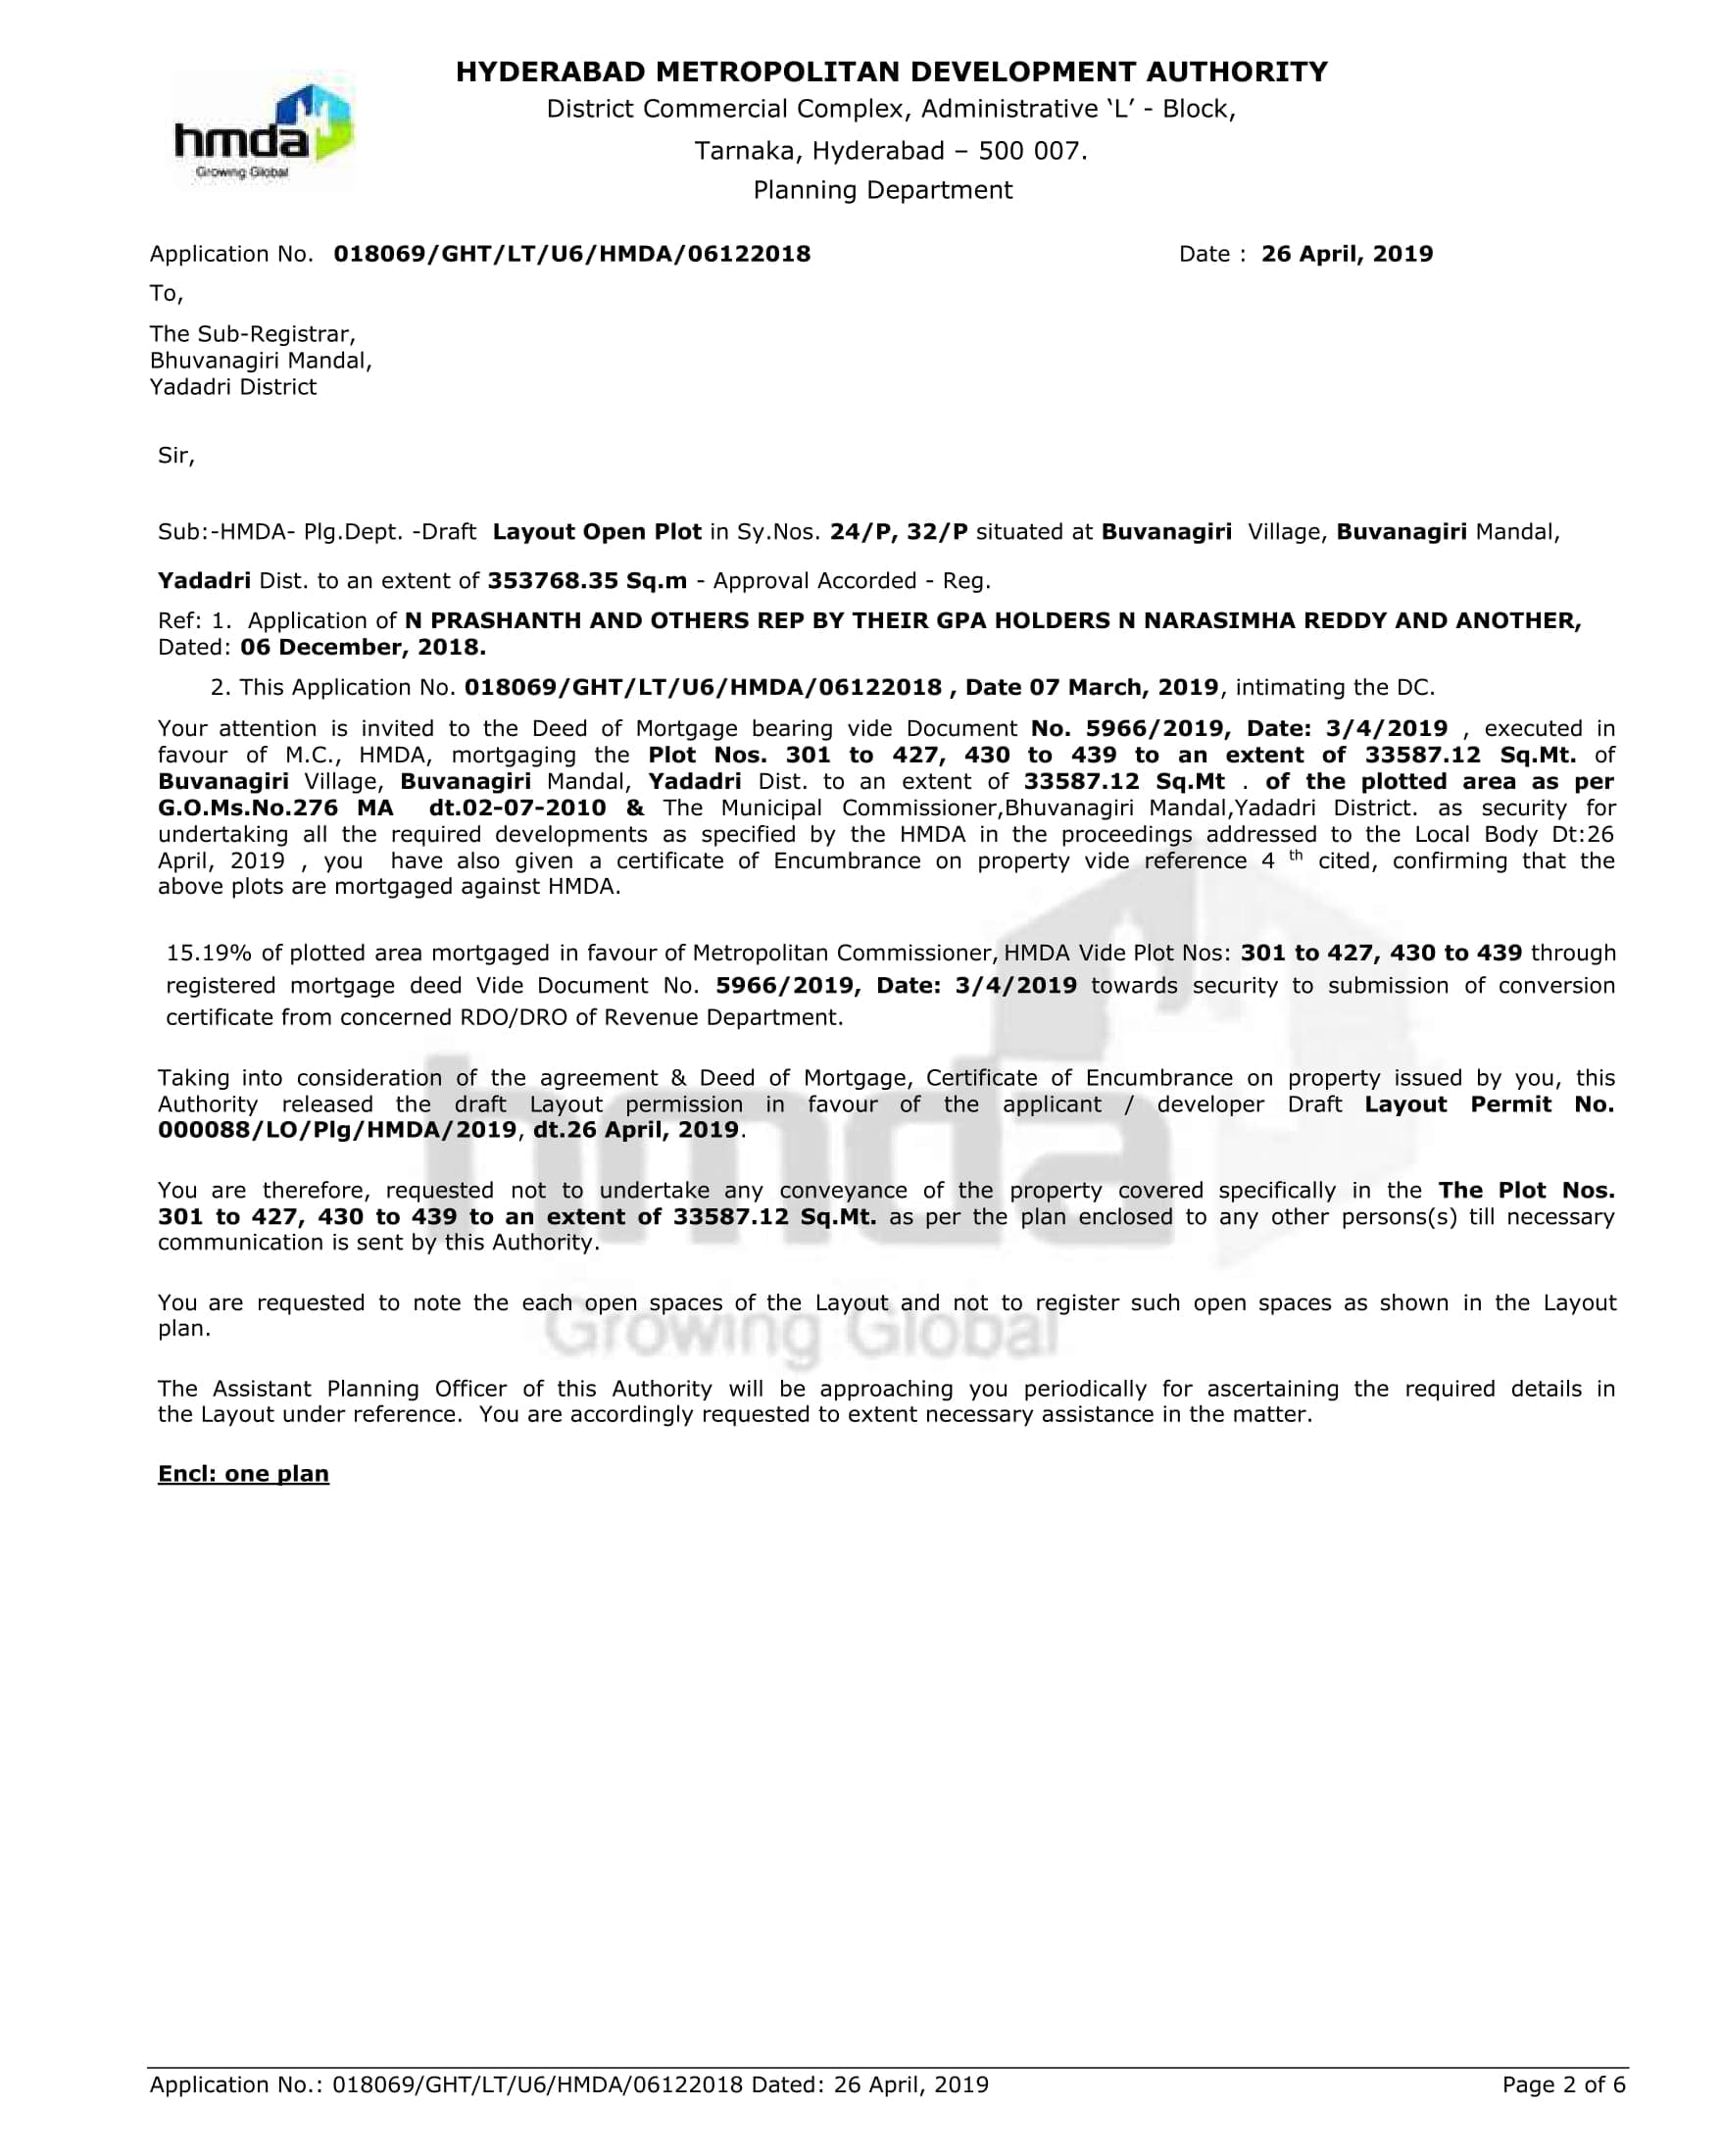 HYDERABAD METROPOLITAN DEVELOPMENT AUTHORITY
District Commercial Complex, Administrative ‘L’ - Block,
Tarnaka, Hyderabad – 500 007.
Planning Department
hmda
Growing Global
Application No. 018069/GHT/LT/U6/HMDA/06122018 Date : 26 April, 2019
To,
The Sub-Registrar,
Bhuvanagiri Mandal,
Yadadri District
Sir,
Sub:-HMDA- Plg.Dept. -Draft Layout Open Plot in Sy.Nos. 24/P, 32/P situated at Buvanagiri Village, Buvanagiri Mandal,
Yadadri Dist. to an extent of 353768.35 Sq.m - Approval Accorded - Reg.
Ref: 1. Application of N PRASHANTH AND OTHERS REP BY THEIR GPA HOLDERS N NARASIMHA REDDY AND ANOTHER,
Dated: 06 December, 2018.
2. This Application No. 018069/GHT/LT/U6/HMDA/06122018 , Date 07 March, 2019, intimating the DC.
Your attention is invited to the Deed of Mortgage bearing vide Document No. 5966/2019, Date: 3/4/2019 , executed in
favour of M.C., HMDA, mortgaging the Plot Nos. 301 to 427, 430 to 439 to an extent of 33587.12 Sq.Mt. of
Buvanagiri Village, Buvanagiri Mandal, Yadadri Dist. to an extent of 33587.12 Sq.Mt . of the plotted area as per
G.O.Ms.No.276 MA dt.02-07-2010 & The Municipal Commissioner,Bhuvanagiri Mandal,Yadadri District. as security for
undertaking all the required developments as specified by the HMDA in the proceedings addressed to the Local Body Dt:26
April, 2019 , you have also given a certificate of Encumbrance on property vide reference 4 th cited, confirming that the
above plots are mortgaged against HMDA.
15.19% of plotted area mortgaged in favour of Metropolitan Commissioner, HMDA Vide Plot Nos: 301 to 427, 430 to 439 through
registered mortgage deed Vide Document No. 5966/2019, Date: 3/4/2019 towards security to submission of conversion
certificate from concerned RDO/DRO of Revenue Department.
Taking into consideration of the agreement & Deed of Mortgage, Certificate of Encumbrance on property issued by you, this
Authority released the draft Layout permission in favour of the applicant / developer Draft Layout Permit No.
000088/LO/Plg/HMDA/2019, dt.26 April, 2019.
You are therefore, requested not to undertake any conveyance of the property covered specifically in the The Plot Nos.
301 to 427, 430 to 439 to an extent of 33587.12 Sq.Mt. as per the plan enclosed to any other persons(s) till necessary
communication is sent by this Authority.
You are requested to note the each open spaces of the Layout and not to register such open spaces as shown in the Layout
plan.
The Assistant Planning Officer of this Authority will be approaching you periodically for ascertaining the required details in
the Layout under reference. You are accordingly requested to extent necessary assistance in the matter.
Encl: one plan
hmda
Growing Global
Application No.: 018069/GHT/LT/U6/HMDA/06122018 Dated: 26 April, 2019 Page 2 of 6